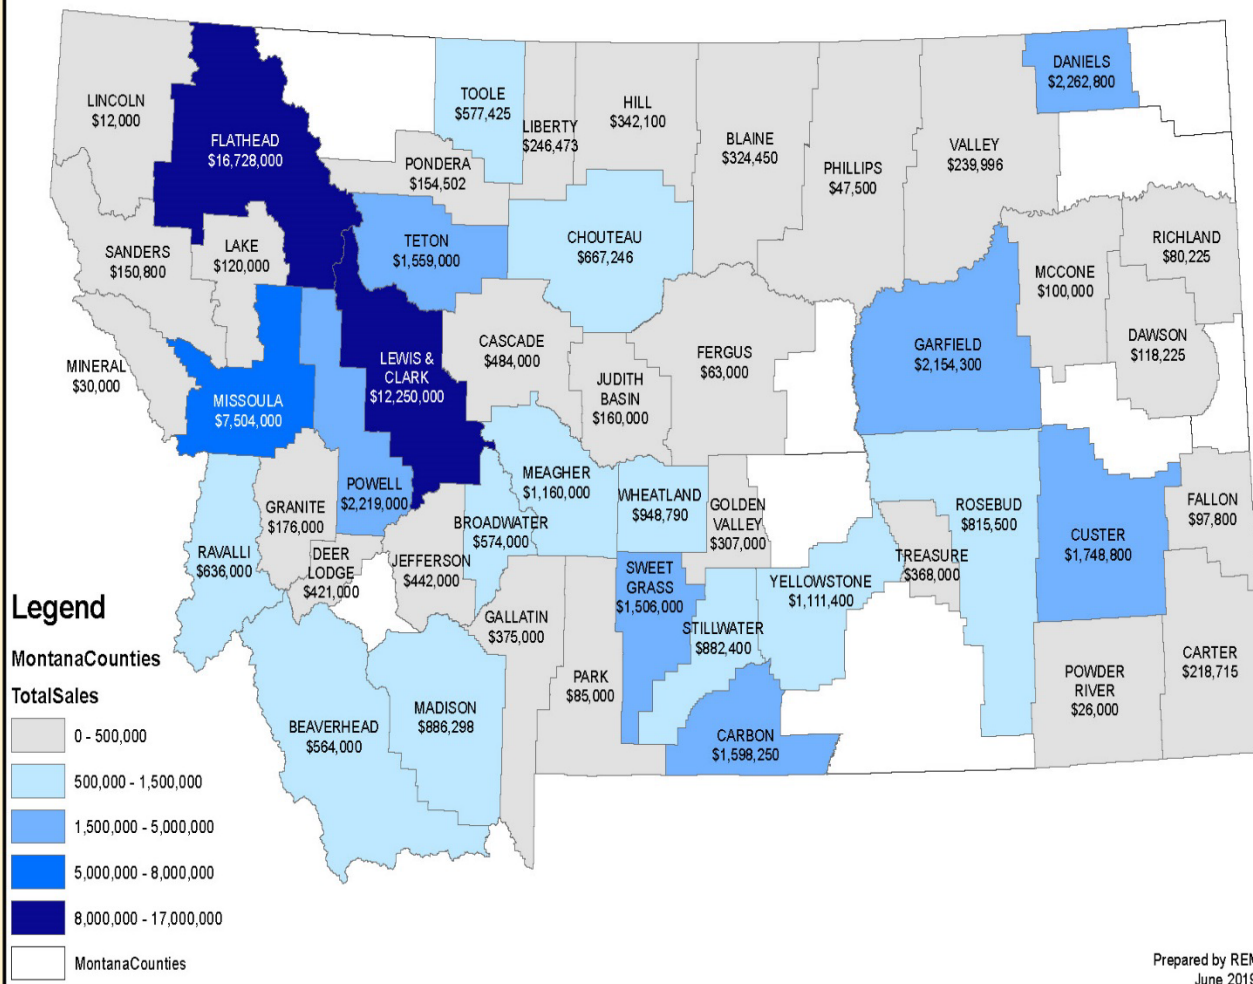 LINCOLN
$12,000
FLATHEAD
$16,728,000
TOOLE
$577,425
LIBERTY
$246,473
HILL
$342,100
BLAINE
$324,450
PHILLIPS
$47,500
VALLEY
$239,996
DANIELS
$2,262,800
PONDERA
$154,502
SANDERS
$150,800
LAKE
$120,000
TETON
$1,559,000
CHOUTEAU
$667,246
RICHLAND
$80,225
MCCONE
$100,000
DAWSON
$118,225
MINERAL
$30,000
MISSOULA
$7,504,000
LEWIS &
CLARK
$12,250,000
CASCADE
$484,000
JUDITH
BASIN
$160,000
FERGUS
$63,000
GARFIELD
$2,154,300
POWELL
$2,219,000
MEAGHER
$1,160,000
WHEATLAND
$948,790
GOLDEN
VALLEY
$307,000
ROSEBUD
$815,500
CUSTER
$1,748,800
FALLON
$97,800
GRANITE
$176,000
RAVALLI
$636,000
DEER
LODGE
$421,000
JEFFERSON
$442,000
BROADWATER
$574,000
TREASURE
$368,000
YELLOWSTONE
$1,111,400
SWEET
GRASS
$1,506,000
STILLWATER
$882,400
GALLATIN
$375,000
PARK
$85,000
CARTER
$218,715
POWDER
RIVER
$26,000
BEAVERHEAD
$564,000
MADISON
$886,298
CARBON
$1,598,250
Legend
MontanaCounties
TotalSales
0 - 500,000
500,000 - 1,500,000
1,500,000 - 5,000,000
5,000,000 - 8,000,000
8,000,000 - 17,000,000
MontanaCounties
Prepared by REM
June 2019